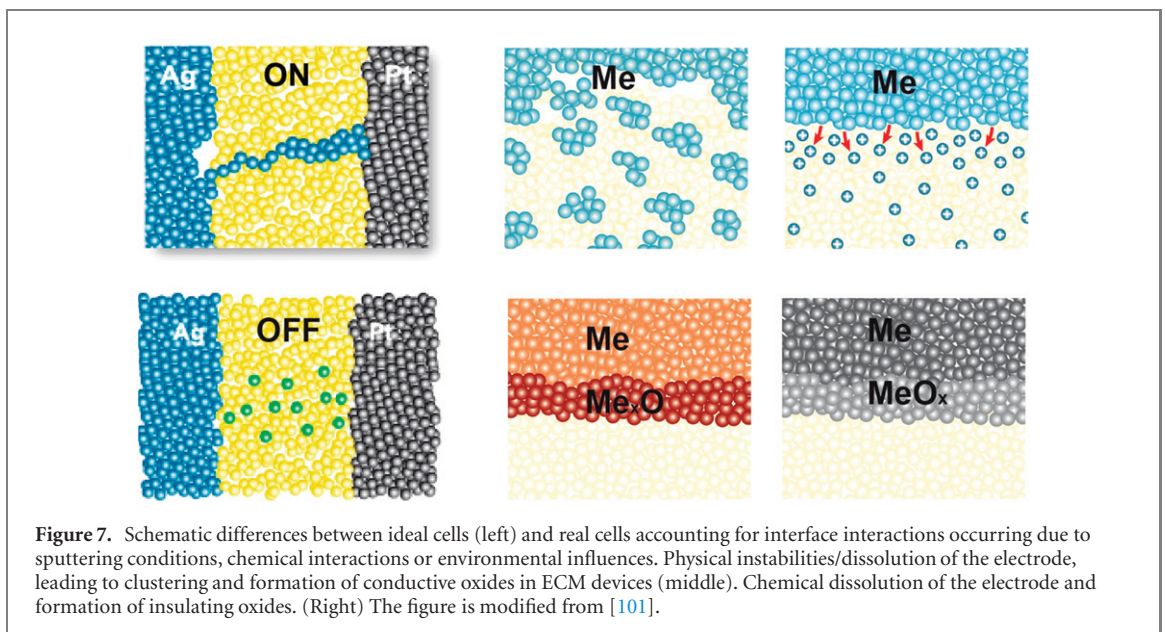 Ag ON Pt Me Me
Ag OFF Pt Me Me
MexO MeOx
Figure 7. Schematic differences between ideal cells (left) and real cells accounting for interface interactions occurring due to
sputtering conditions, chemical interactions or environmental influences. Physical instabilities/dissolution of the electrode,
leading to clustering and formation of conductive oxides in ECM devices (middle). Chemical dissolution of the electrode and
formation of insulating oxides. (Right) The figure is modified from [101].